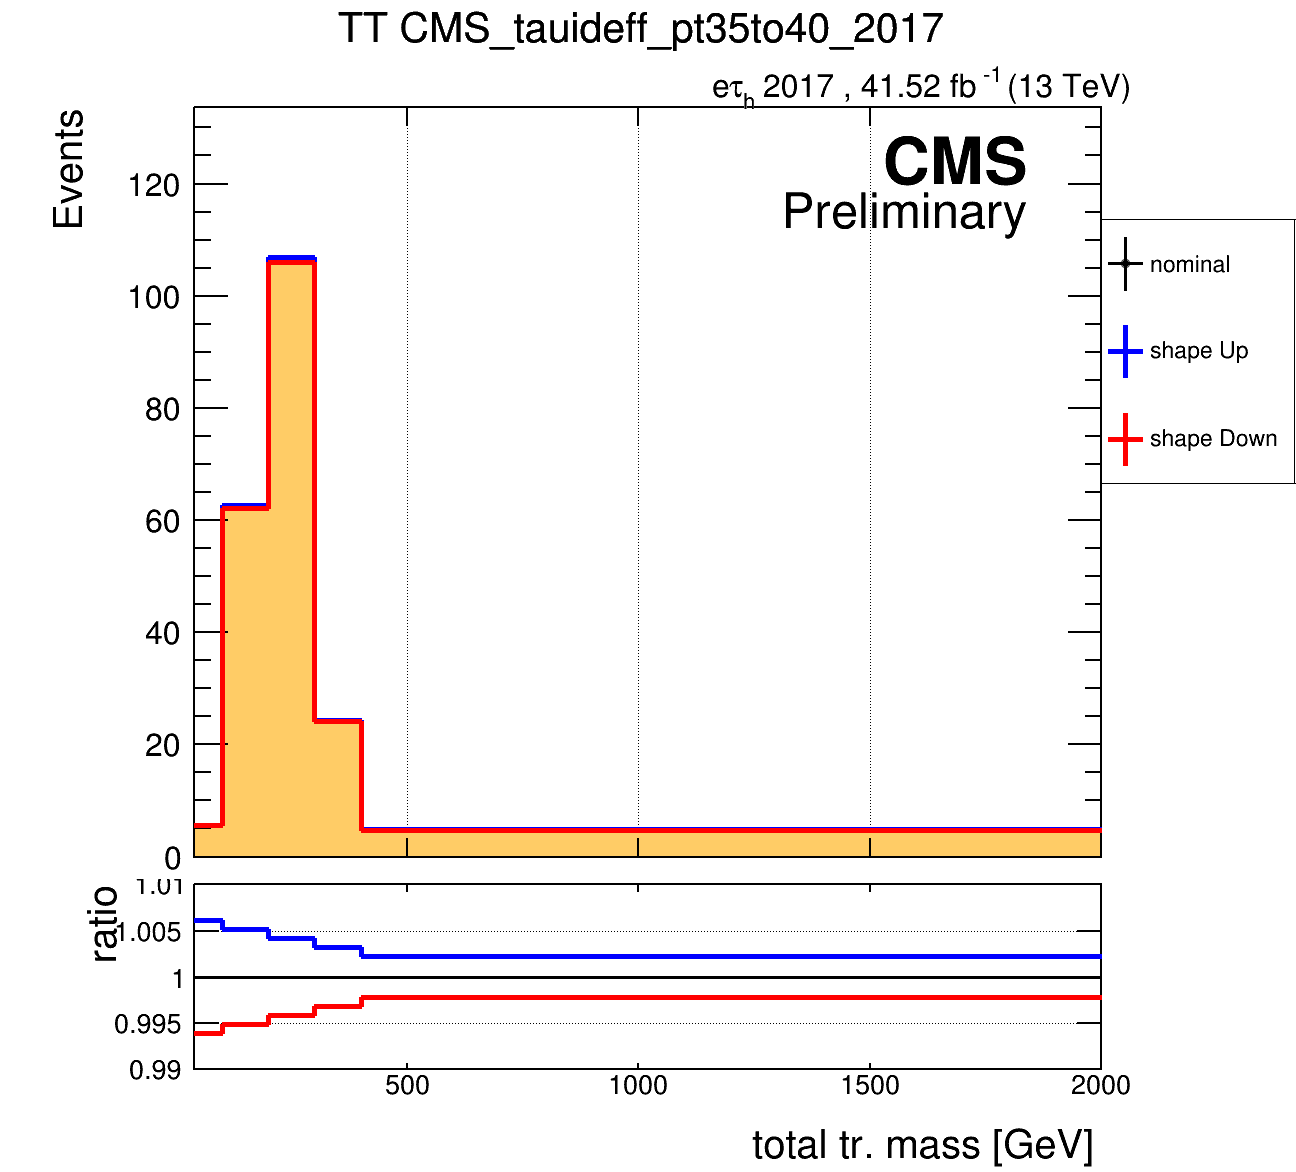 TT CMS_tauideff_pt35to40_2017
eτh 2017 , 41.52 fb -1 (13 TeV)
Events
CMS
Preliminary
120
100
80
60
40
20
0
nominal
shape Up
shape Down
ratio
1.01
1.005
1
0.995
0.99
500 1000 1500 2000
total tr. mass [GeV]